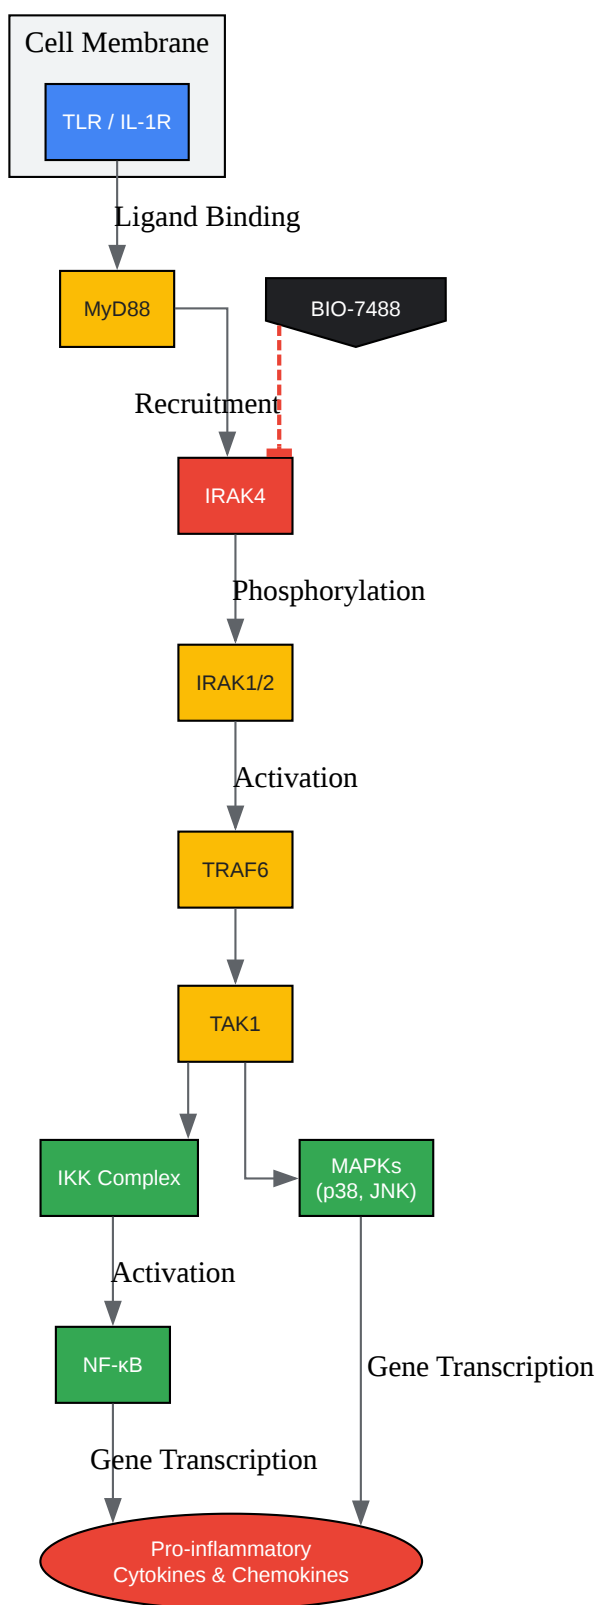 Cell Membrane
TLR / IL-1R
Ligand Binding
MyD88
BIO-7488
Recruitment
IRAK4
Phosphorylation
IRAK1/2
Activation
TRAF6
TAK1
IKK Complex
MAPKs
(p38, JNK)
Activation
NF-κB
Gene Transcription
Gene Transcription
Pro-inflammatory
Cytokines & Chemokines